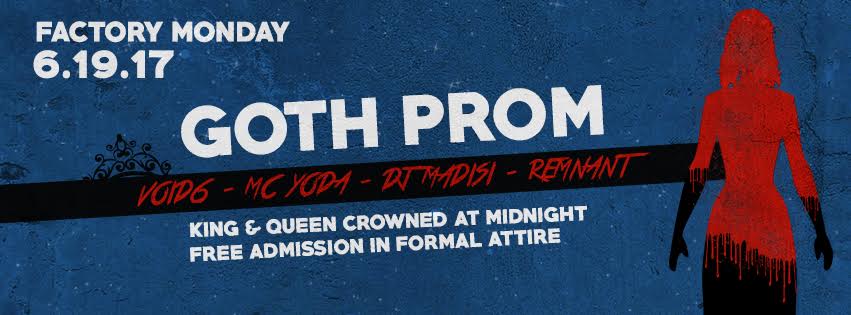 FACTORY MONDAY
6.19.17
GOTH PROM
VOID6 - MC YODA - DJ MADISI - REMNANT
KING & QUEEN CROWNED AT MIDNIGHT
FREE ADMISSION IN FORMAL ATTIRE